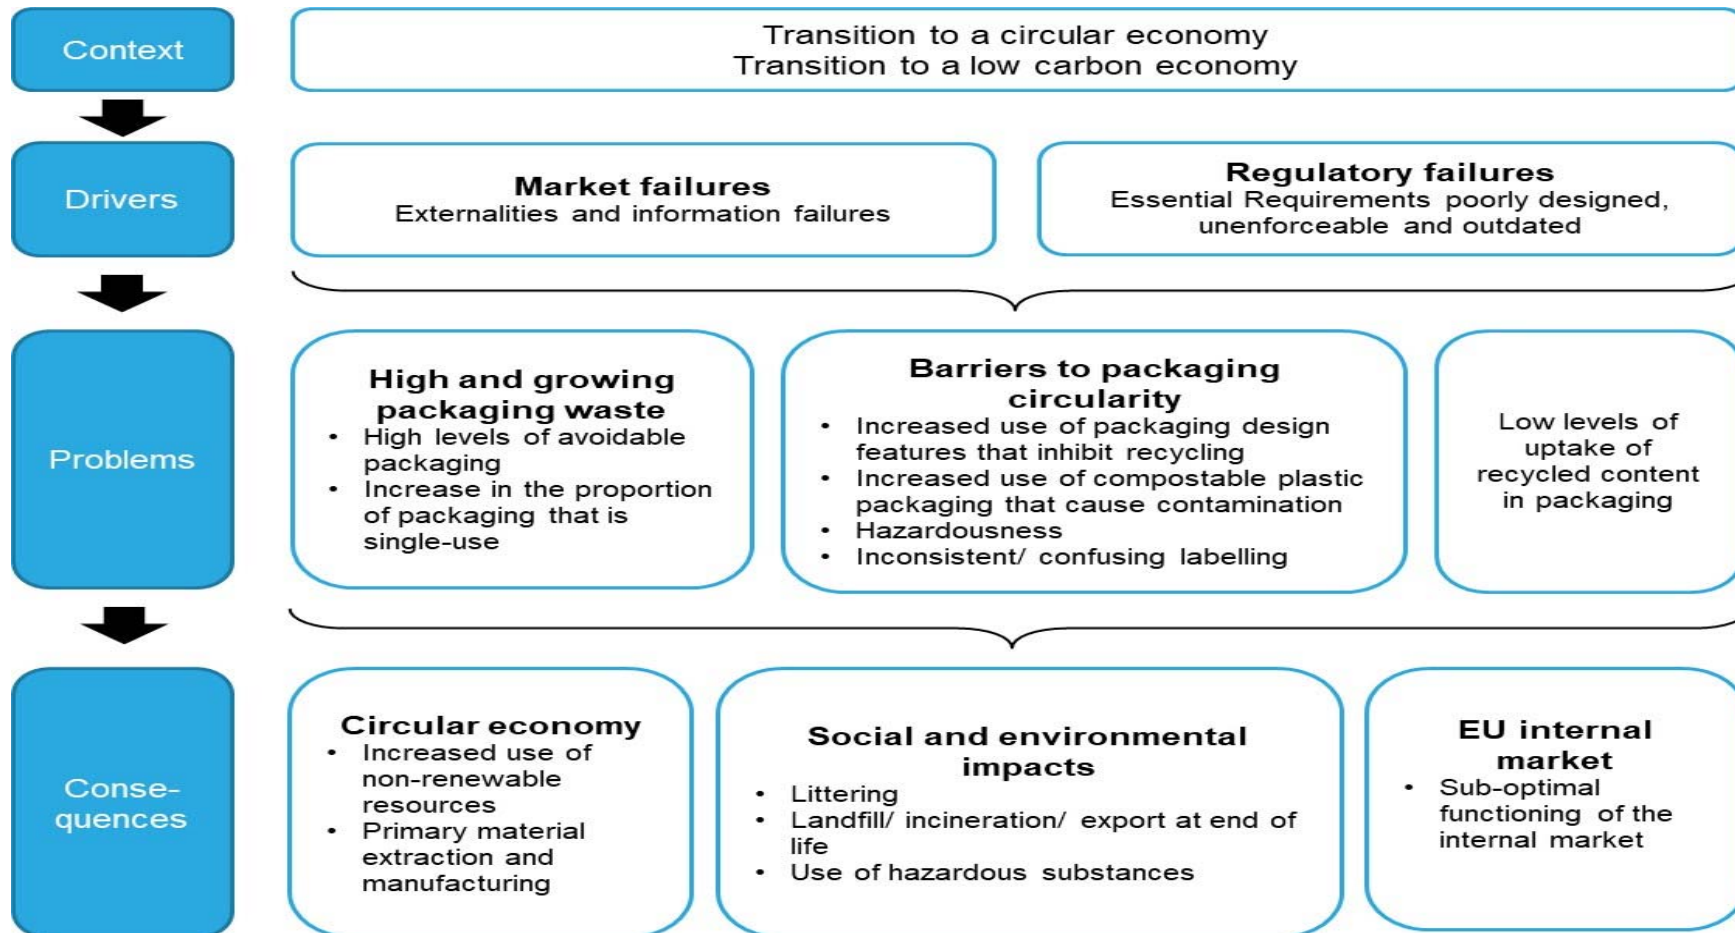 Context
Transition to a circular economy
Transition to a low carbon economy
Drivers
Market failures
Externalities and information failures
Regulatory failures
Essential Requirements poorly designed,
unenforceable and outdated
Problems
High and growing
packaging waste
• High levels of avoidable
packaging
• Increase in the proportion
of packaging that is
single-use
Barriers to packaging
circularity
• Increased use of packaging design
features that inhibit recycling
• Increased use of compostable plastic
packaging that cause contamination
• Hazardousness
• Inconsistent/ confusing labelling
Low levels of
uptake of
recycled content
in packaging
Conse-
quences
Circular economy
• Increased use of
non-renewable
resources
• Primary material
extraction and
manufacturing
Social and environmental
impacts
• Littering
• Landfill/ incineration/ export at end of
life
• Use of hazardous substances
EU internal
market
• Sub-optimal
functioning of the
internal market